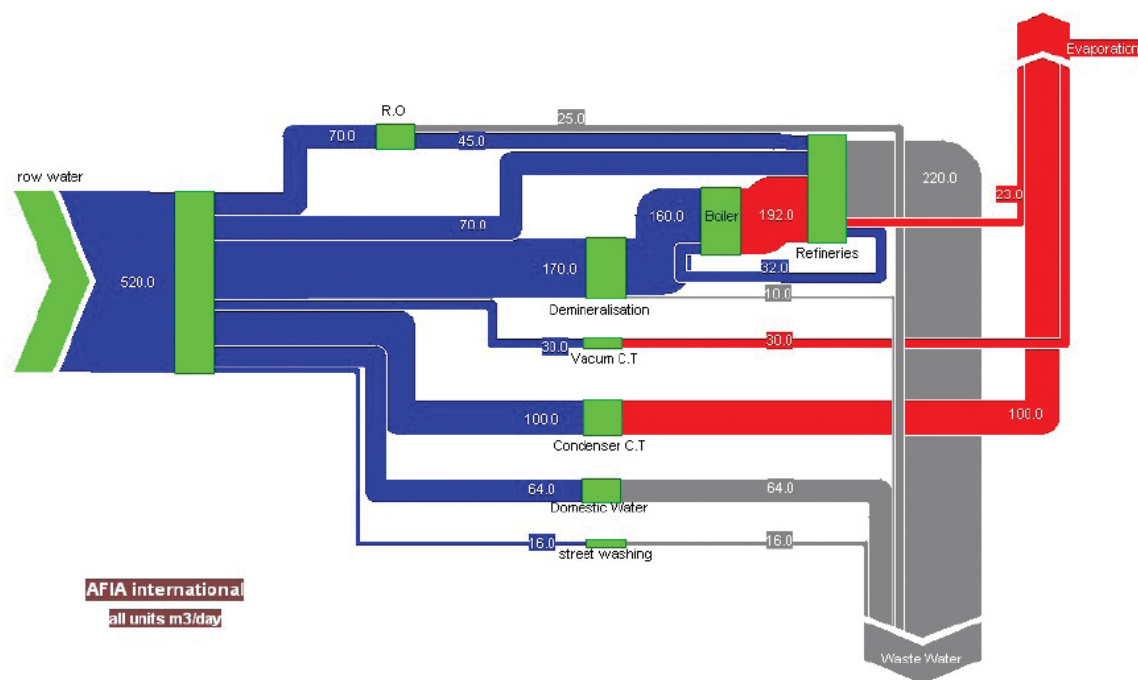 Evaporation
R.O
25.0
70.0
45.0
row water
220.0
23.0
160.0
Boiler
192.0
70.0
Refineries
520.0
170.0
32.0
10.0
Demineralisation
30.0
30.0
Vacum C.T
100.0
100.0
Condenser C.T
64.0
64.0
Domestic Water
16.0
16.0
street washing
AFIA international
all units m3/day
Waste Water